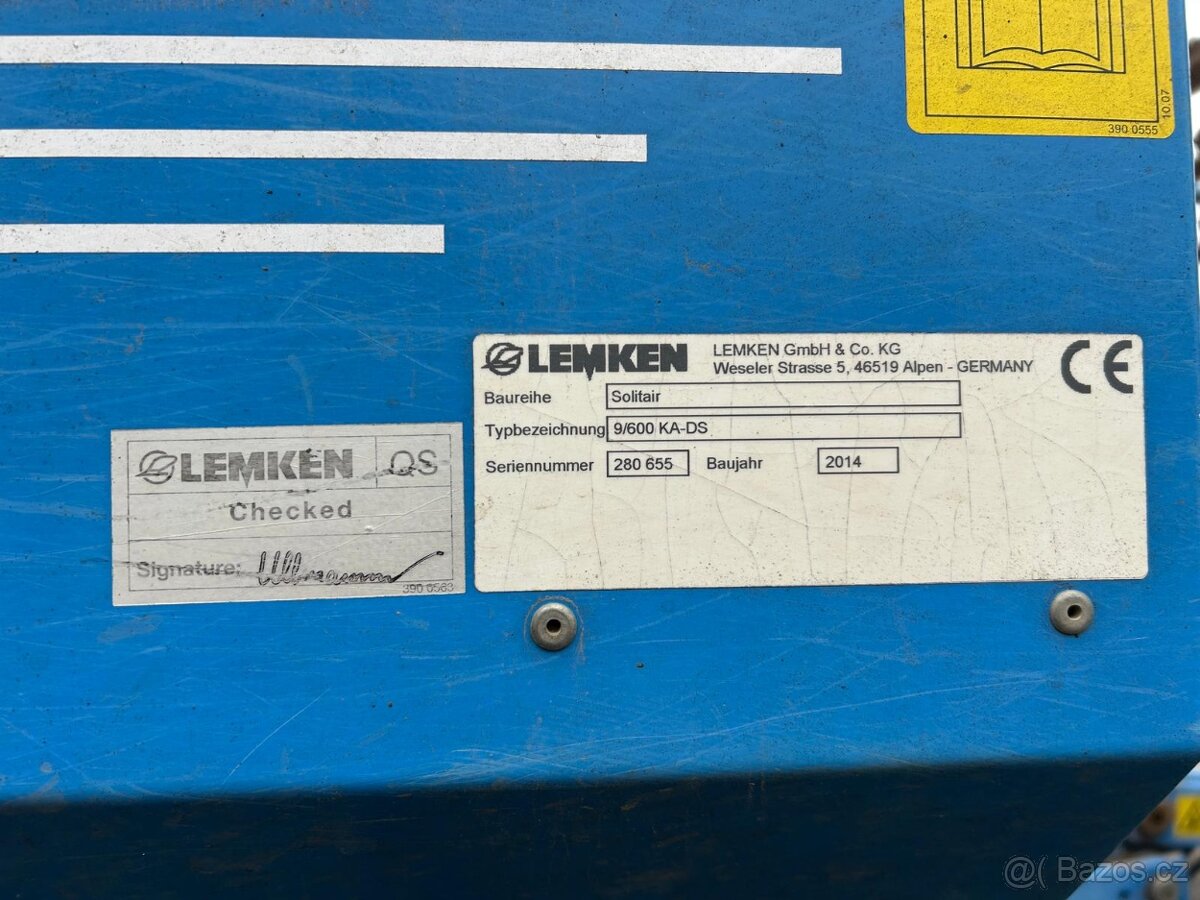 10.07
390 0555
LEMKEN
LEMKEN GmbH & Co. KG
Weseler Strasse 5, 46519 Alpen - GERMANY
CE
Baureihe
Solitair
Typbezeichnung
9/600 KA-DS
Seriennummer
280 655
Baujahr
2014
LEMKEN QS
Checked
Signature:
390 0583
@( Bazos.cz